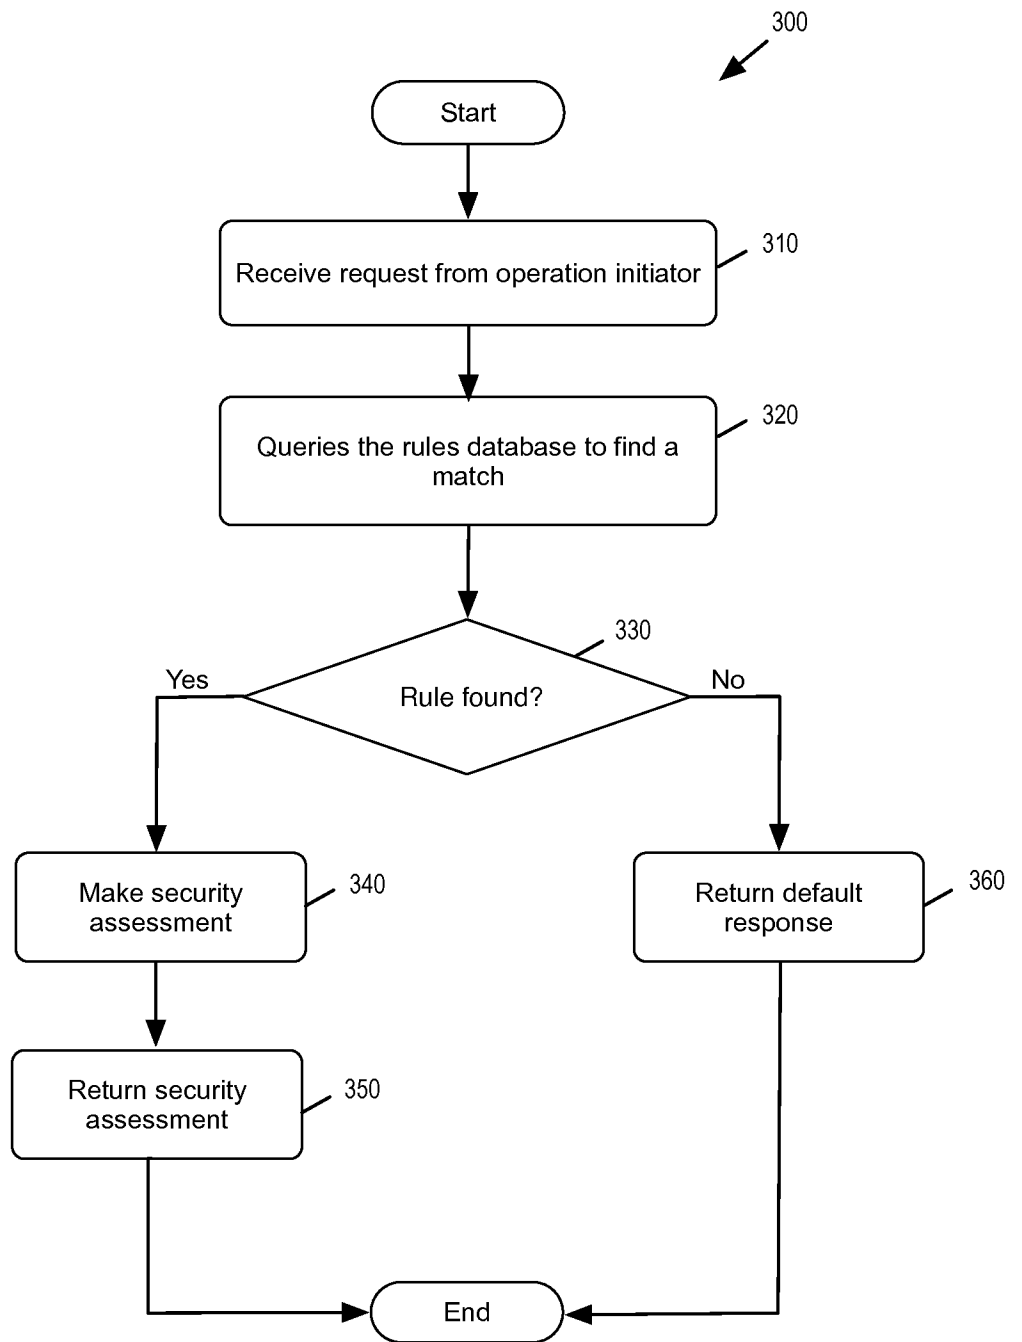 300
Start
Receive request from operation initiator
310
Queries the rules database to find a
match
320
330
Yes
Rule found?
No
Make security
assessment
340
Return default
response
360
Return security
assessment
350
End